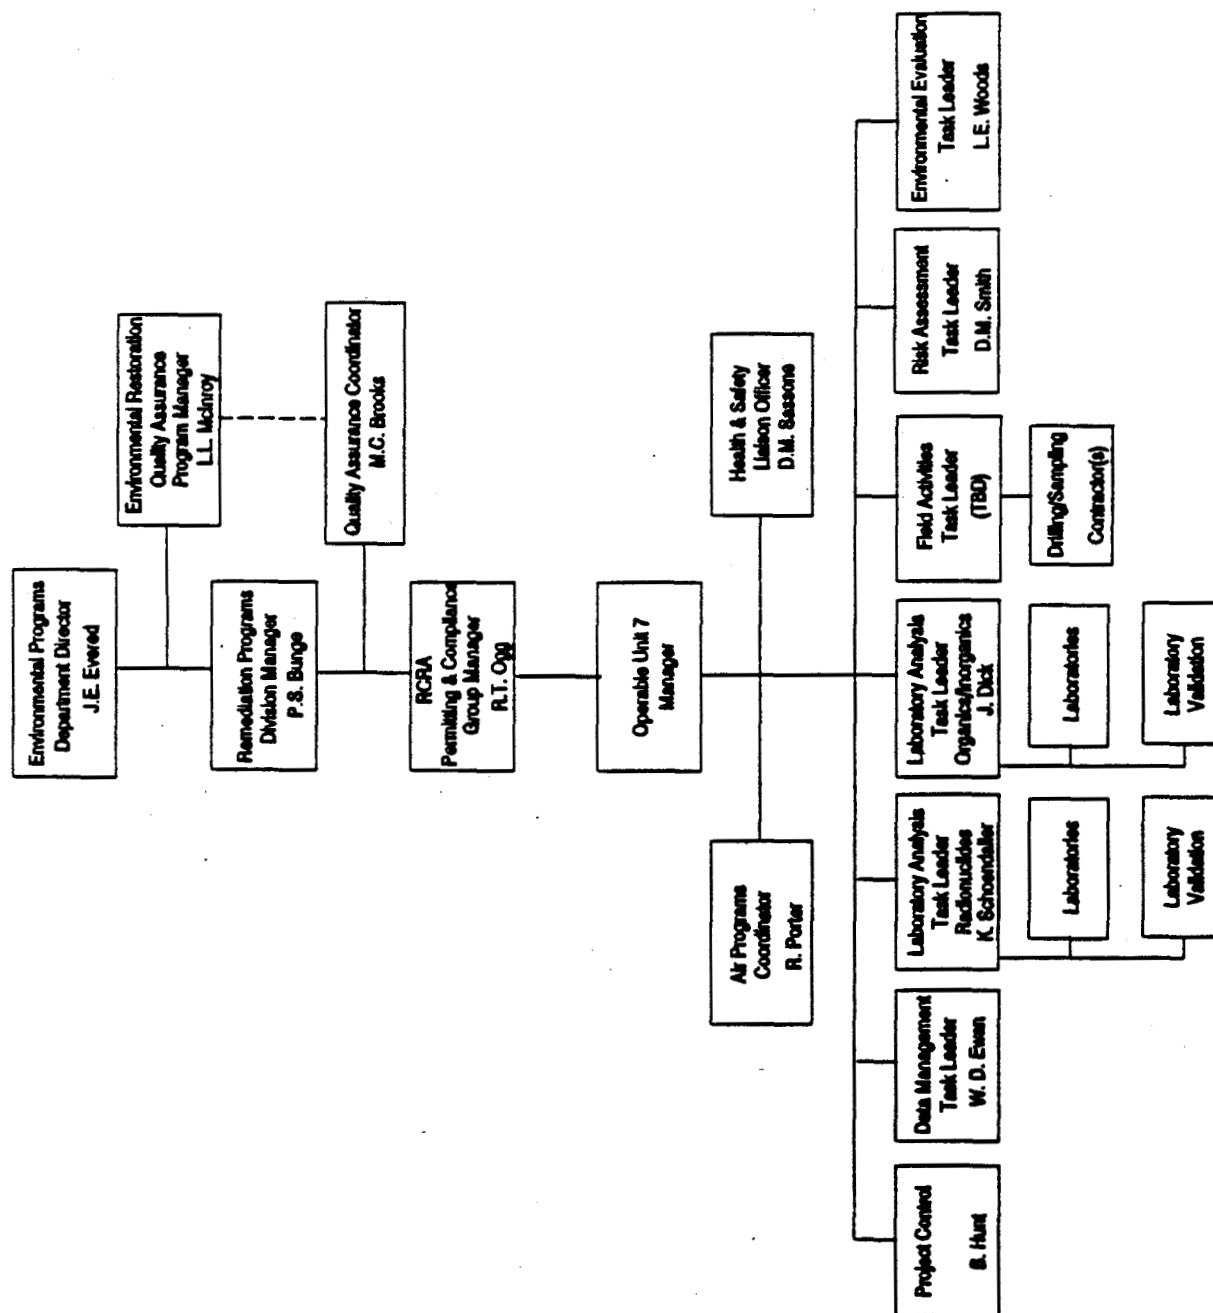 Environmental Programs
Department Director
J.E. Evered
Environmental Restoration
Quality Assurance
Program Manager
L.L. McInroy
Remediation Programs
Division Manager
P.S. Bunge
Quality Assurance Coordinator
M.C. Brooks
RCRA
Permitting & Compliance
Group Manager
R.T. Ogg
Operable Unit 7
Manager
Air Programs
Coordinator
R. Porter
Health & Safety
Liaison Officer
D.M. Sassone
Project Control
B. Hunt
Data Management
Task Leader
W. D. Ewan
Laboratory Analysis
Task Leader
Radionuclides
K. Schoendaller
Laboratories
Laboratory
Validation
Laboratory Analysis
Task Leader
Organics/Inorganics
J. Dick
Laboratories
Laboratory
Validation
Field Activities
Task Leader
(TBD)
Drilling/Sampling
Contractor(s)
Risk Assessment
Task Leader
D.M. Smith
Environmental Evaluation
Task Leader
L.E. Woods